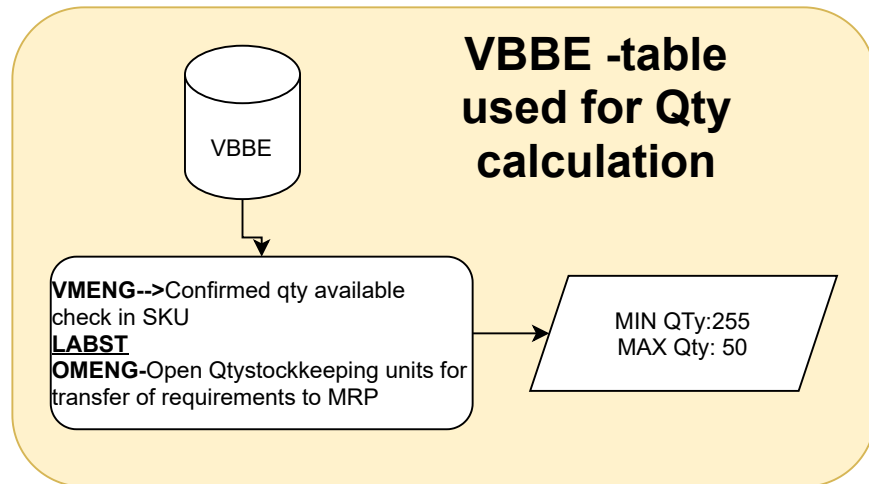 VBBE -table
used for Qty
calculation
VBBE
VMENG-->Confirmed qty available
check in SKU
LABST
OMENG-Open Qtystockkeeping units for
transfer of requirements to MRP
MIN QTy:255
MAX Qty: 50